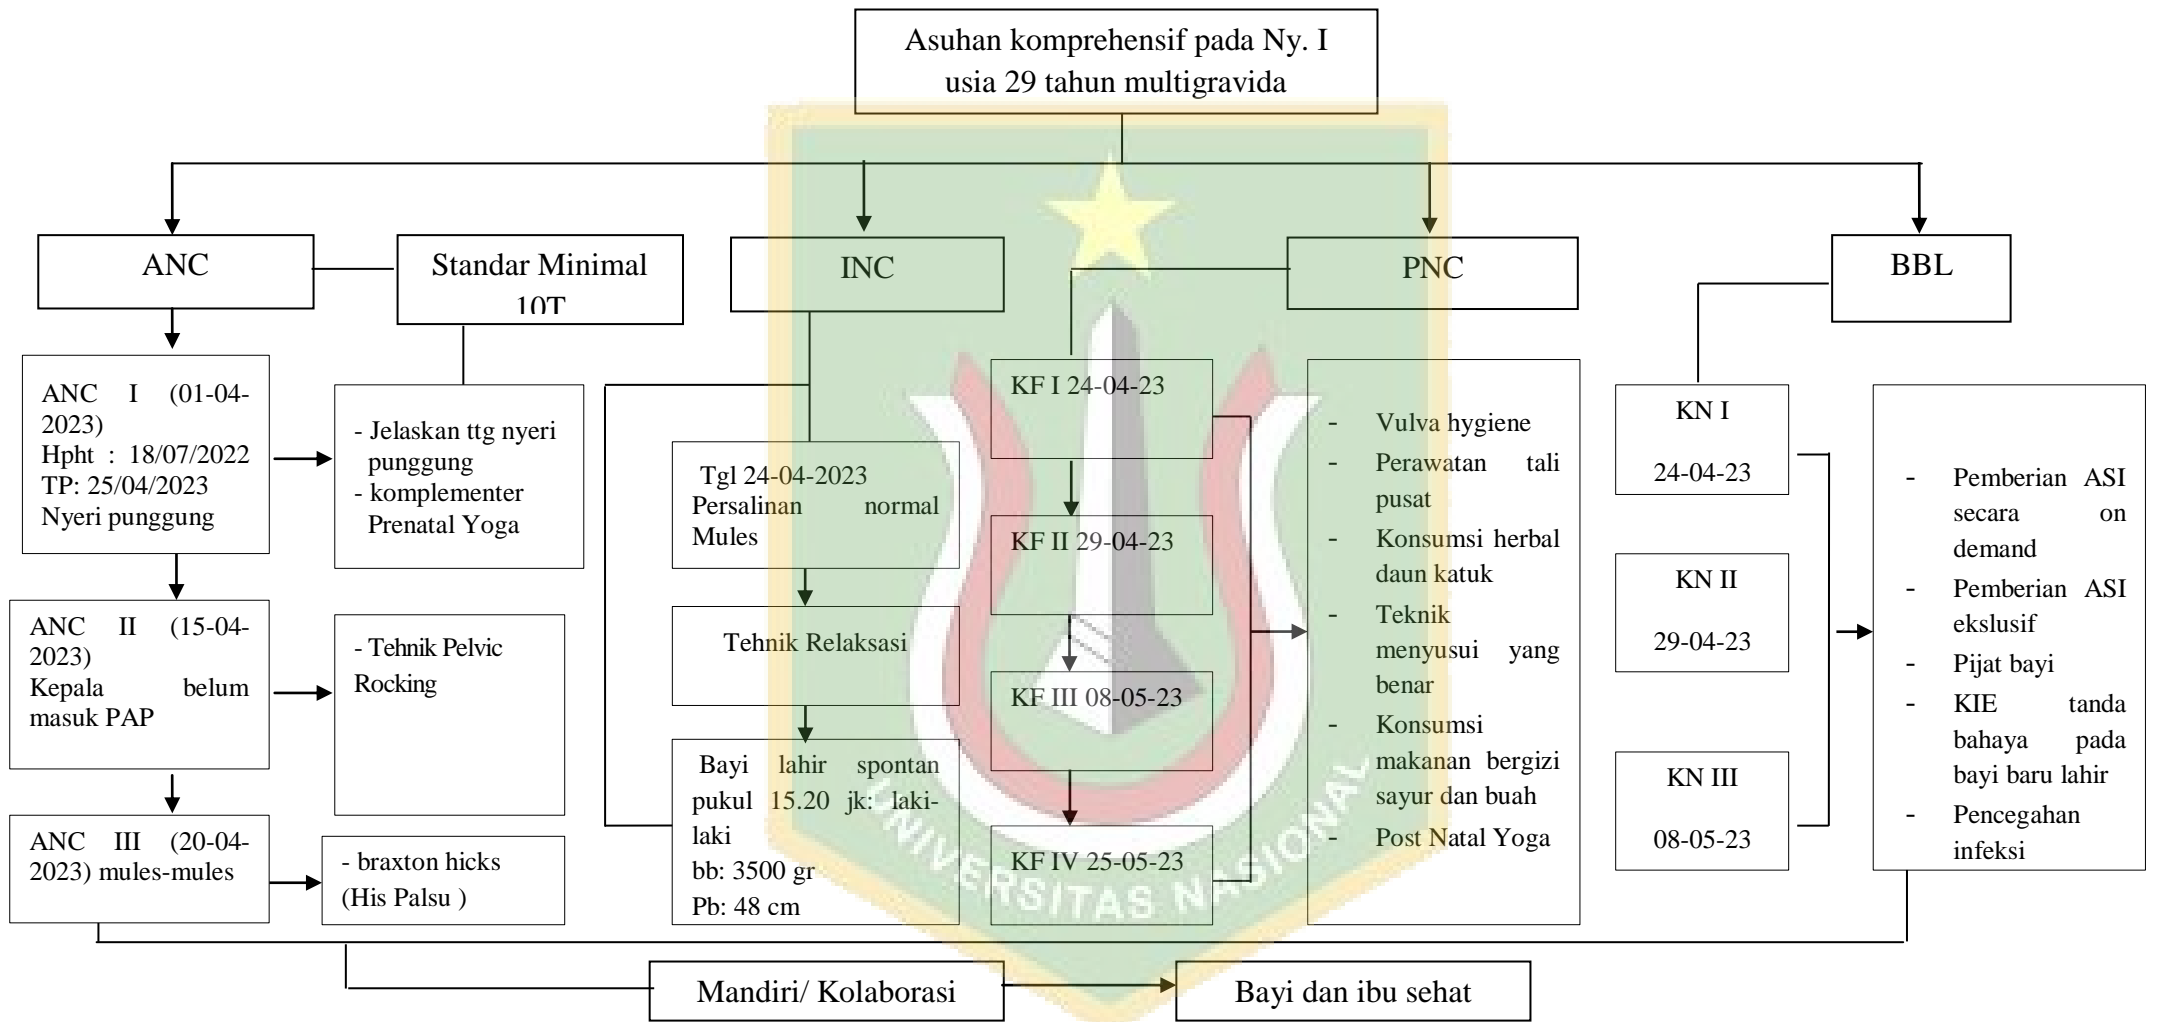 Asuhan komprehensif pada Ny. I
usia 29 tahun multigravida
ANC
Standar Minimal
10T
INC
PNC
BBL
ANC I (01-04-
2023)
Hpht : 18/07/2022
TP: 25/04/2023
Nyeri punggung
- Jelaskan ttg nyeri
punggung
- komplementer
Prenatal Yoga
ANC II (15-04-
2023)
Kepala belum
masuk PAP
- Tehnik Pelvic
Rocking
ANC III (20-04-
2023) mules-mules
- braxton hicks
(His Palsu )
Tgl 24-04-2023
Persalinan normal
Mules
Tehnik Relaksasi
Bayi lahir spontan
pukul 15.20 jk: laki-
laki
bb: 3500 gr
Pb: 48 cm
KF I 24-04-23
KF II 29-04-23
KF III 08-05-23
KF IV 25-05-23
- Vulva hygiene
- Perawatan tali
pusat
- Konsumsi herbal
daun katuk
- Teknik
menyusui yang
benar
- Konsumsi
makanan bergizi
sayur dan buah
- Post Natal Yoga
KN I
24-04-23
KN II
29-04-23
KN III
08-05-23
- Pemberian ASI
secara on
demand
- Pemberian ASI
ekslusif
- Pijat bayi
- KIE tanda
bahaya pada
bayi baru lahir
- Pencegahan
infeksi
Mandiri/ Kolaborasi
Bayi dan ibu sehat
UNIVERSITAS NASIONAL